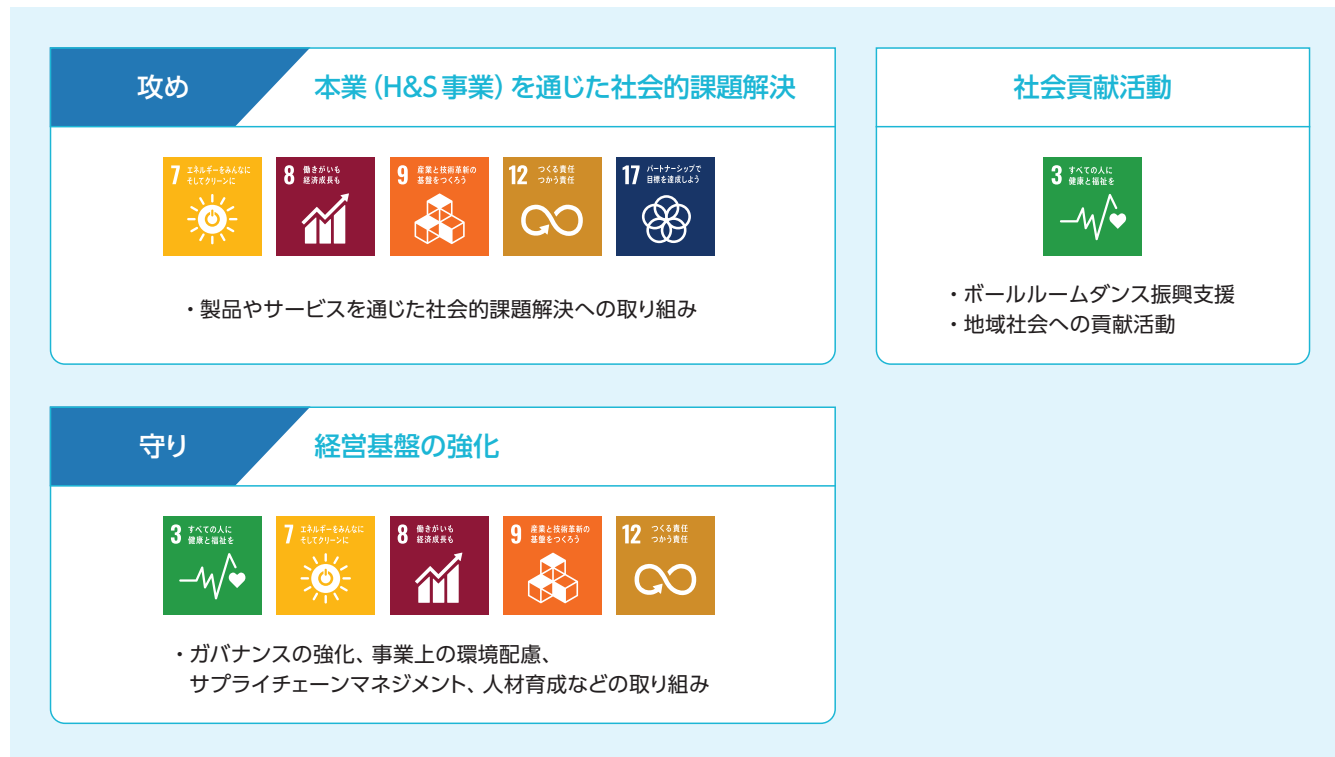 攻め
本業（H&S事業）を通じた社会的課題解決
7 エネルギーをみんなに
そしてクリーンに
8 働きがいも
経済成長も
9 産業と技術革新の
基盤をつくろう
12 つくる責任
つかう責任
17 パートナーシップで
目標を達成しよう
・製品やサービスを通じた社会的課題解決への取り組み
社会貢献活動
3 すべての人に
健康と福祉を
・ボールルームダンス振興支援
・地域社会への貢献活動
守り
経営基盤の強化
3 すべての人に
健康と福祉を
7 エネルギーをみんなに
そしてクリーンに
8 働きがいも
経済成長も
9 産業と技術革新の
基盤をつくろう
12 つくる責任
つかう責任
・ガバナンスの強化、事業上の環境配慮、
サプライチェーンマネジメント、人材育成などの取り組み